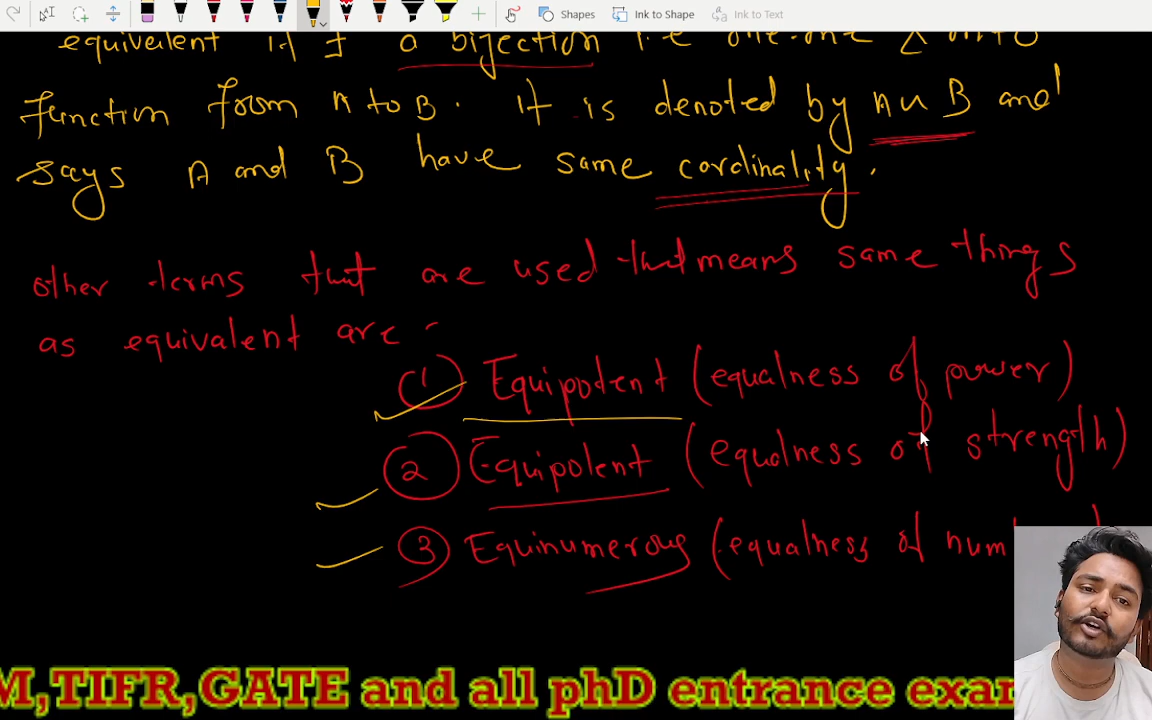 Shapes Ink to Shape Ink to Text
equivalent if ∃ a bijection i.e one-one & onto
function from A to B. It is denoted by A ∪ B and
says A and B have same cardinality.
other terms that are used that means same things
as equivalent are -
(1) Equipotent (equalness of power)
(2) Equipolent (equalness of strength)
(3) Equinumerous (equalness of num
M,TIFR,GATE and all phD entrance exa